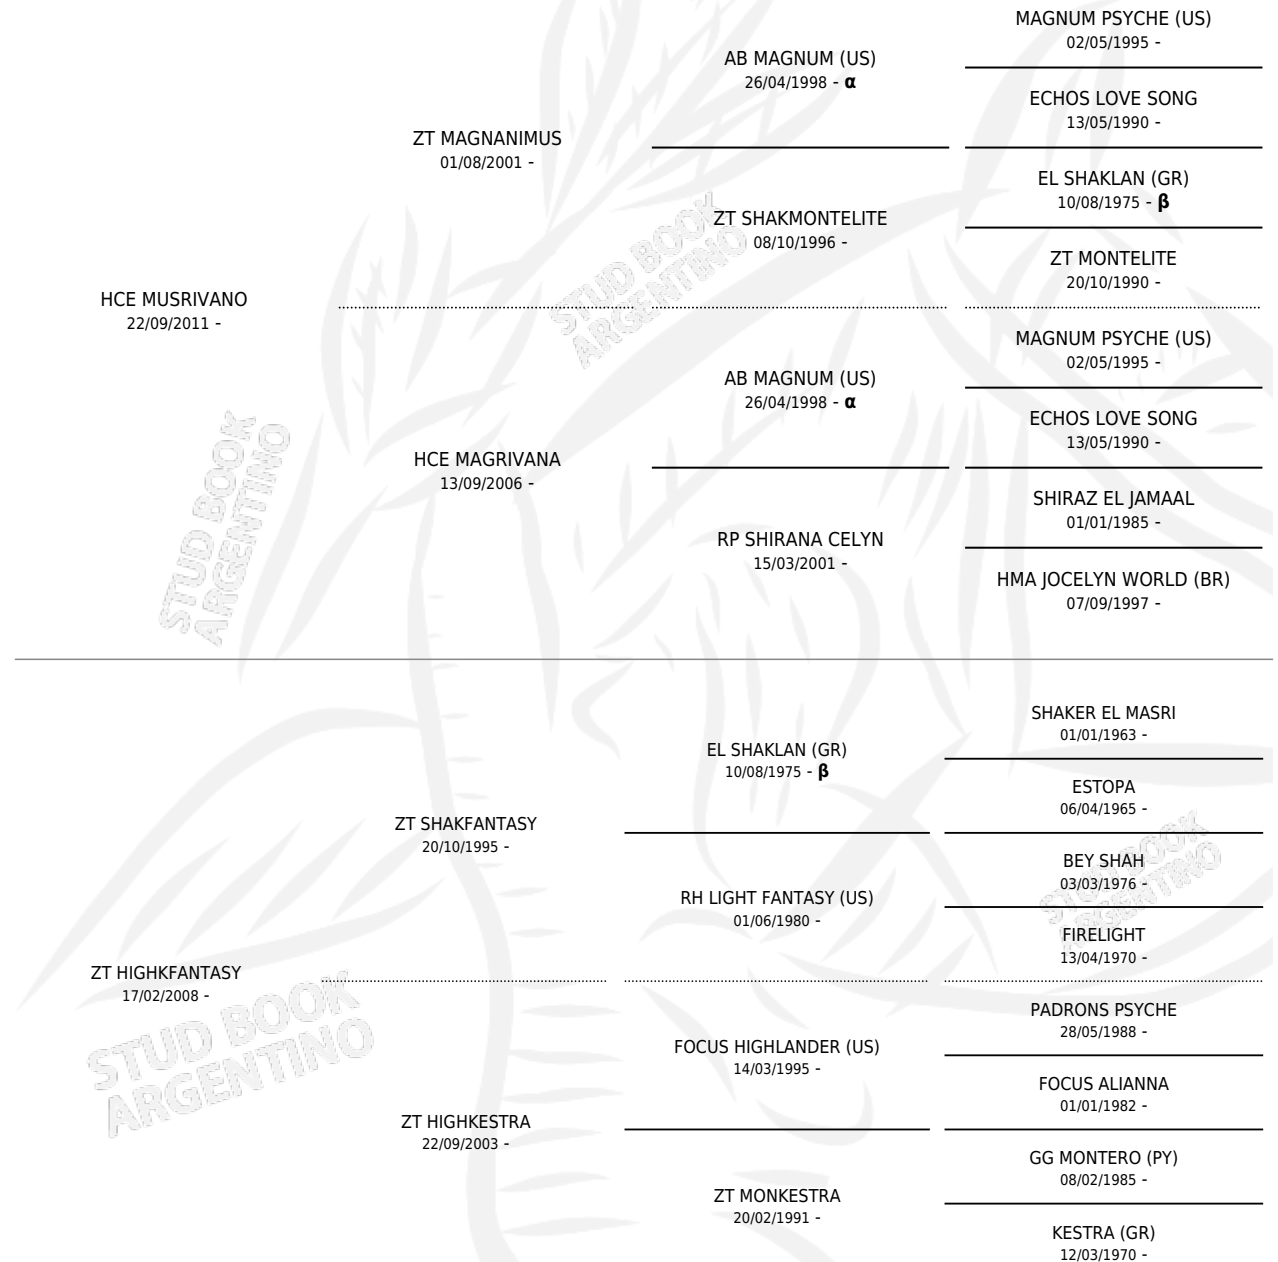 MAGNUM PSYCHE (US)
02/05/1995 -
AB MAGNUM (US)
26/04/1998 - α
ECHOS LOVE SONG
13/05/1990 -
ZT MAGNANIMUS
01/08/2001 -
EL SHAKLAN (GR)
10/08/1975 - β
ZT SHAKMONTELITE
08/10/1996 -
ZT MONTELITE
20/10/1990 -
HCE MUSRIVANO
22/09/2011 -
MAGNUM PSYCHE (US)
02/05/1995 -
AB MAGNUM (US)
26/04/1998 - α
ECHOS LOVE SONG
13/05/1990 -
HCE MAGRIVANA
13/09/2006 -
SHIRAZ EL JAMAAL
01/01/1985 -
RP SHIRANA CELYN
15/03/2001 -
HMA JOCELYN WORLD (BR)
07/09/1997 -
SHAKER EL MASRI
01/01/1963 -
EL SHAKLAN (GR)
10/08/1975 - β
ESTOPA
06/04/1965 -
ZT SHAKFANTASY
20/10/1995 -
BEY SHAH
03/03/1976 -
RH LIGHT FANTASY (US)
01/06/1980 -
FIRELIGHT
13/04/1970 -
ZT HIGHKFANTASY
17/02/2008 -
PADRONS PSYCHE
28/05/1988 -
FOCUS HIGHLANDER (US)
14/03/1995 -
FOCUS ALIANNA
01/01/1982 -
ZT HIGHKESTRA
22/09/2003 -
GG MONTERO (PY)
08/02/1985 -
ZT MONKESTRA
20/02/1991 -
KESTRA (GR)
12/03/1970 -
STUD BOOK
ARGENTINO
STUD BOOK
ARGENTINO
STUD BOOK
ARGENTINO
STUD BOOK
ARGENTINO